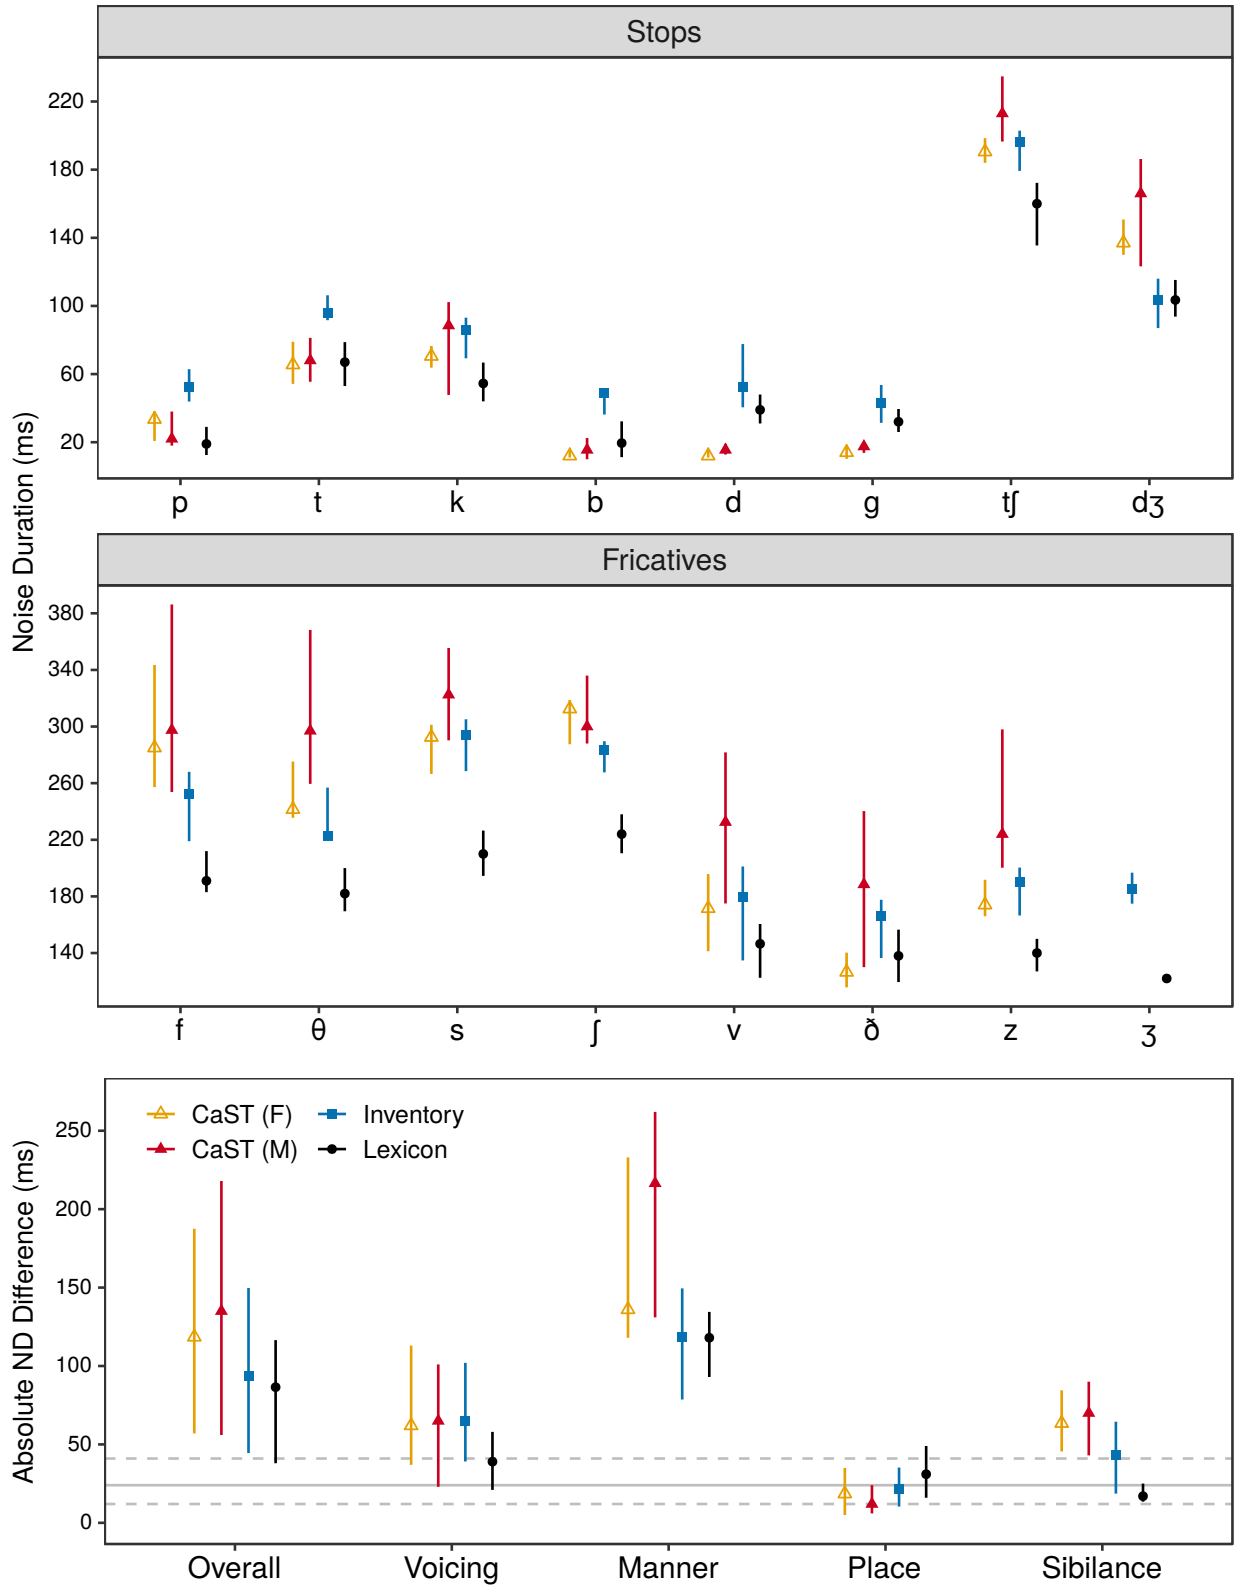 Stops
Noise Duration (ms)
220
180
140
100
60
20
p t k b d g tʃ dʒ
Fricatives
380
340
300
260
220
180
140
f θ s ʃ v ð z ʒ
Absolute ND Difference (ms)
CaST (F) Inventory
CaST (M) Lexicon
250
200
150
100
50
0
Overall Voicing Manner Place Sibilance